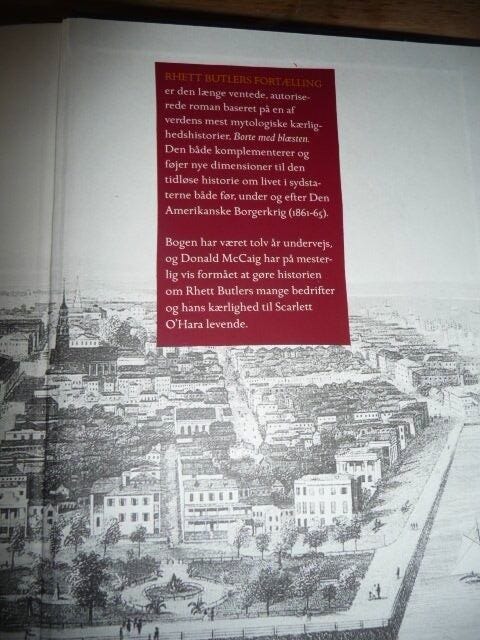 RHETT BUTLERS FORTÆLLING
er den længe ventede, autorise-
rede roman baseret på en af
verdens mest mytologiske kærlig-
hedshistorier, Borte med blæsten.
Den både komplementerer og
føjer nye dimensioner til den
tidløse historie om livet i sydsta-
terne både før, under og efter Den
Amerikanske Borgerkrig (1861-65).
Bogen har været tolv år undervejs,
og Donald McCaig har på mester-
lig vis formået at gøre historien
om Rhett Butlers mange bedrifter
og hans kærlighed til Scarlett
O'Hara levende.